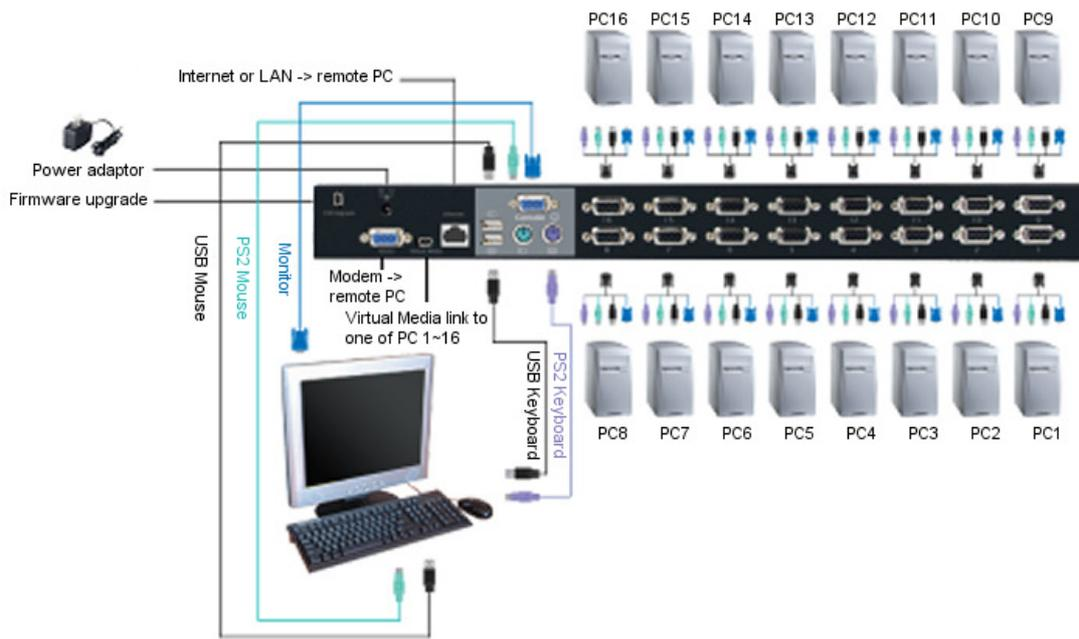 PC16 PC15 PC14 PC13 PC12 PC11 PC10 PC9
Internet or LAN -> remote PC
Power adaptor
Firmware upgrade
Console
USB Mouse
PS2 Mouse
Monitor
Modem ->
remote PC
Virtual Media link to
one of PC 1~16
USB Keyboard
PS2 Keyboard
PC8 PC7 PC6 PC5 PC4 PC3 PC2 PC1